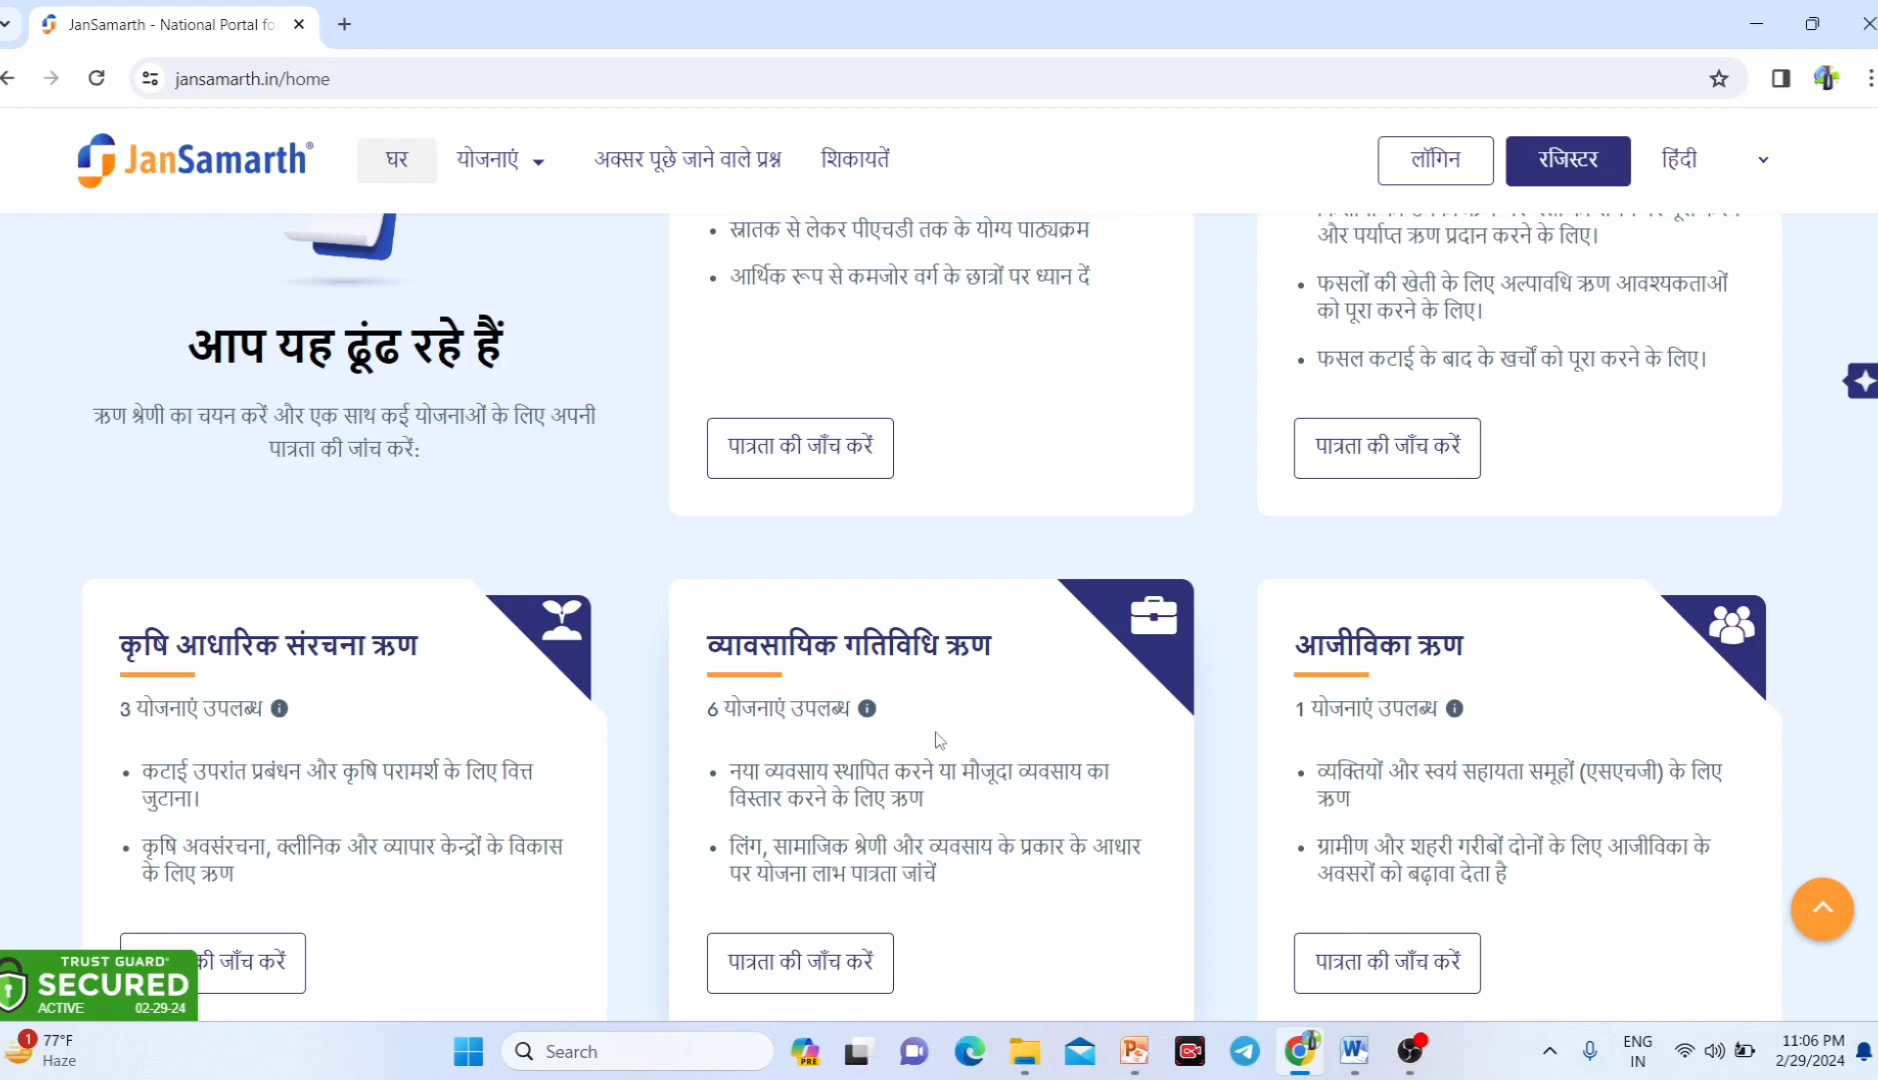 JanSamarth - National Portal fo
jansamarth.in/home
JanSamarth®
घर
योजनाएं
अक्सर पूछे जाने वाले प्रश्न
शिकायतें
लॉगिन
रजिस्टर
हिंदी
स्नातक से लेकर पीएचडी तक के योग्य पाठ्यक्रम
आर्थिक रूप से कमजोर वर्ग के छात्रों पर ध्यान दें
पात्रता की जाँच करें
और पर्याप्त ऋण प्रदान करने के लिए।
फसलों की खेती के लिए अल्पावधि ऋण आवश्यकताओं
को पूरा करने के लिए।
फसल कटाई के बाद के खर्चों को पूरा करने के लिए।
पात्रता की जाँच करें
आप यह ढूंढ रहे हैं
ऋण श्रेणी का चयन करें और एक साथ कई योजनाओं के लिए अपनी
पात्रता की जांच करें:
कृषि आधारिक संरचना ऋण
3 योजनाएं उपलब्ध
कटाई उपरांत प्रबंधन और कृषि परामर्श के लिए वित्त
जुटाना।
कृषि अवसंरचना, क्लीनिक और व्यापार केन्द्रों के विकास
के लिए ऋण
की जाँच करें
व्यावसायिक गतिविधि ऋण
6 योजनाएं उपलब्ध
नया व्यवसाय स्थापित करने या मौजूदा व्यवसाय का
विस्तार करने के लिए ऋण
लिंग, सामाजिक श्रेणी और व्यवसाय के प्रकार के आधार
पर योजना लाभ पात्रता जांचें
पात्रता की जाँच करें
आजीविका ऋण
1 योजनाएं उपलब्ध
व्यक्तियों और स्वयं सहायता समूहों (एसएचजी) के लिए
ऋण
ग्रामीण और शहरी गरीबों दोनों के लिए आजीविका के
अवसरों को बढ़ावा देता है
पात्रता की जाँच करें
TRUST GUARD
SECURED
ACTIVE 02-29-24
1
77°F
Haze
Search
PRE
ENG
IN
11:06 PM
2/29/2024